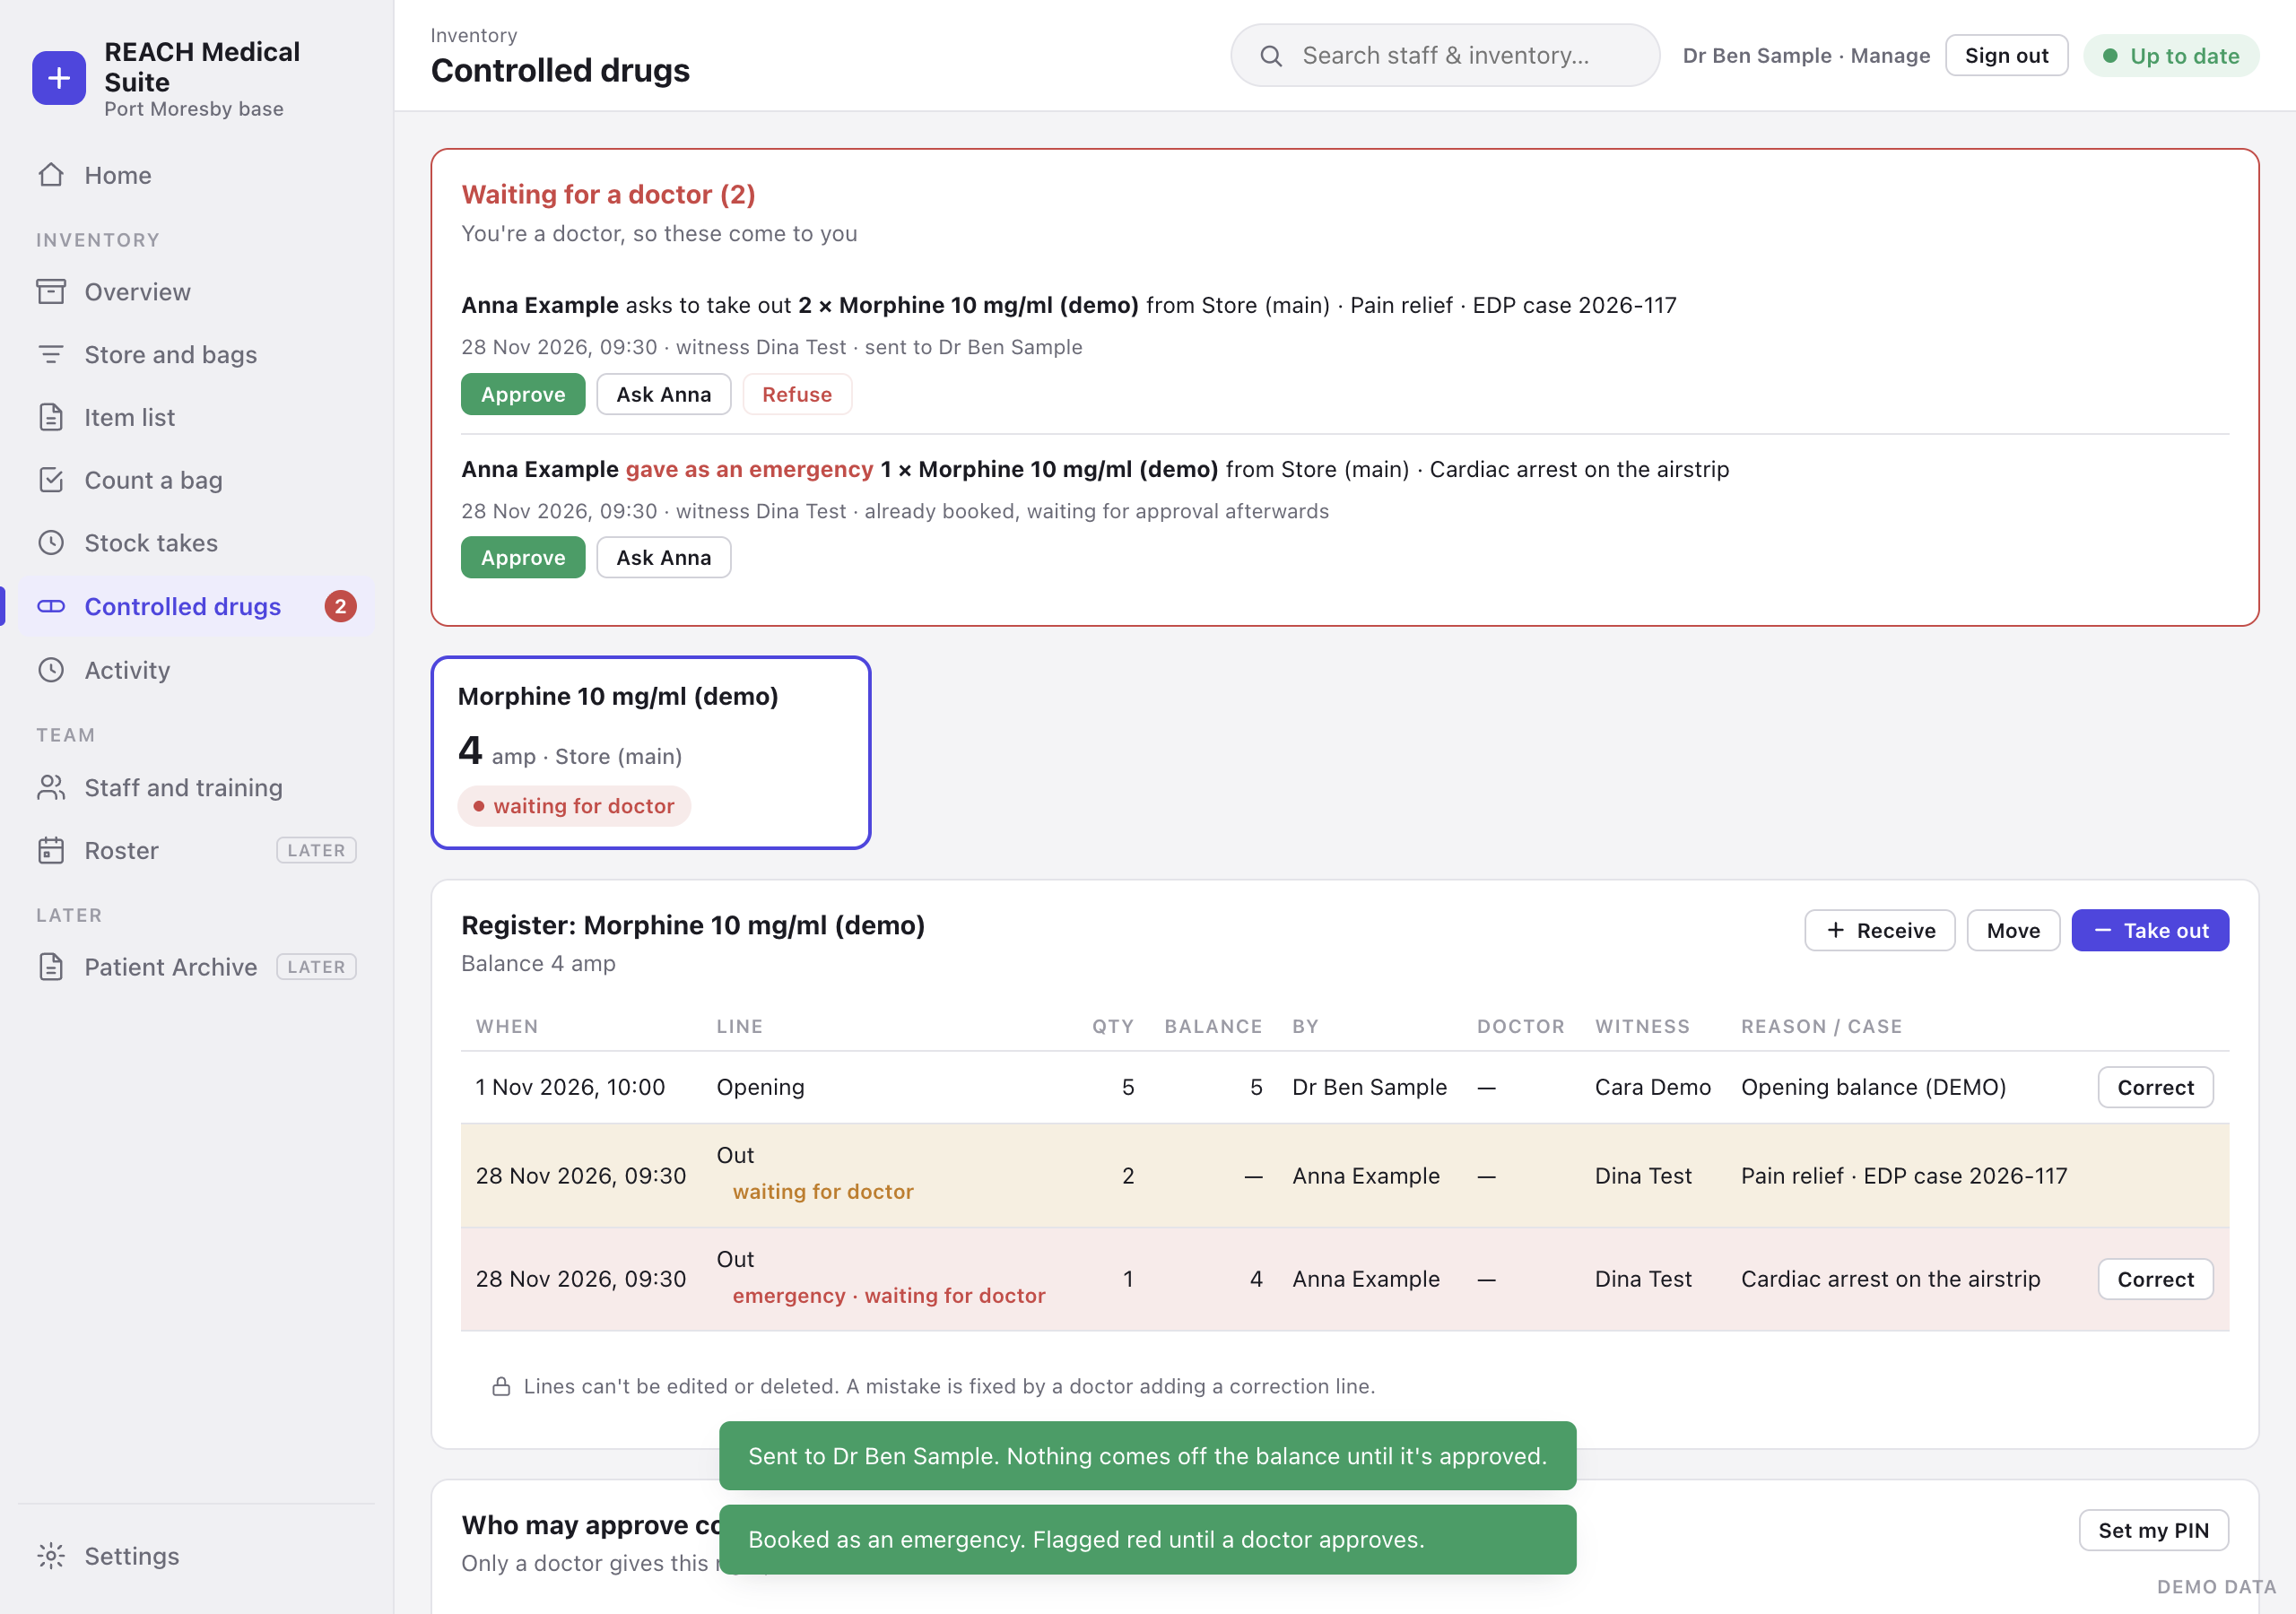 REACH Medical
Suite
Port Moresby base
Home
INVENTORY
Overview
Store and bags
Item list
Count a bag
Stock takes
Controlled drugs 2
Activity
TEAM
Staff and training
Roster LATER
LATER
Patient Archive LATER
Settings
Inventory
Controlled drugs
Search staff & inventory...
Dr Ben Sample · Manage
Sign out
Up to date
Waiting for a doctor (2)
You're a doctor, so these come to you
Anna Example asks to take out 2 × Morphine 10 mg/ml (demo) from Store (main) · Pain relief · EDP case 2026-117
28 Nov 2026, 09:30 · witness Dina Test · sent to Dr Ben Sample
Approve Ask Anna Refuse
Anna Example gave as an emergency 1 × Morphine 10 mg/ml (demo) from Store (main) · Cardiac arrest on the airstrip
28 Nov 2026, 09:30 · witness Dina Test · already booked, waiting for approval afterwards
Approve Ask Anna
Morphine 10 mg/ml (demo)
4 amp · Store (main)
waiting for doctor
Register: Morphine 10 mg/ml (demo)
Balance 4 amp
+ Receive Move − Take out
WHEN LINE QTY BALANCE BY DOCTOR WITNESS REASON / CASE
1 Nov 2026, 10:00 Opening 5 5 Dr Ben Sample — Cara Demo Opening balance (DEMO) Correct
28 Nov 2026, 09:30 Out 2 — Anna Example — Dina Test Pain relief · EDP case 2026-117
waiting for doctor
28 Nov 2026, 09:30 Out 1 4 Anna Example — Dina Test Cardiac arrest on the airstrip Correct
emergency · waiting for doctor
Lines can't be edited or deleted. A mistake is fixed by a doctor adding a correction line.
Sent to Dr Ben Sample. Nothing comes off the balance until it's approved.
Booked as an emergency. Flagged red until a doctor approves.
Who may approve
Only a doctor gives this
Set my PIN
DEMO DATA